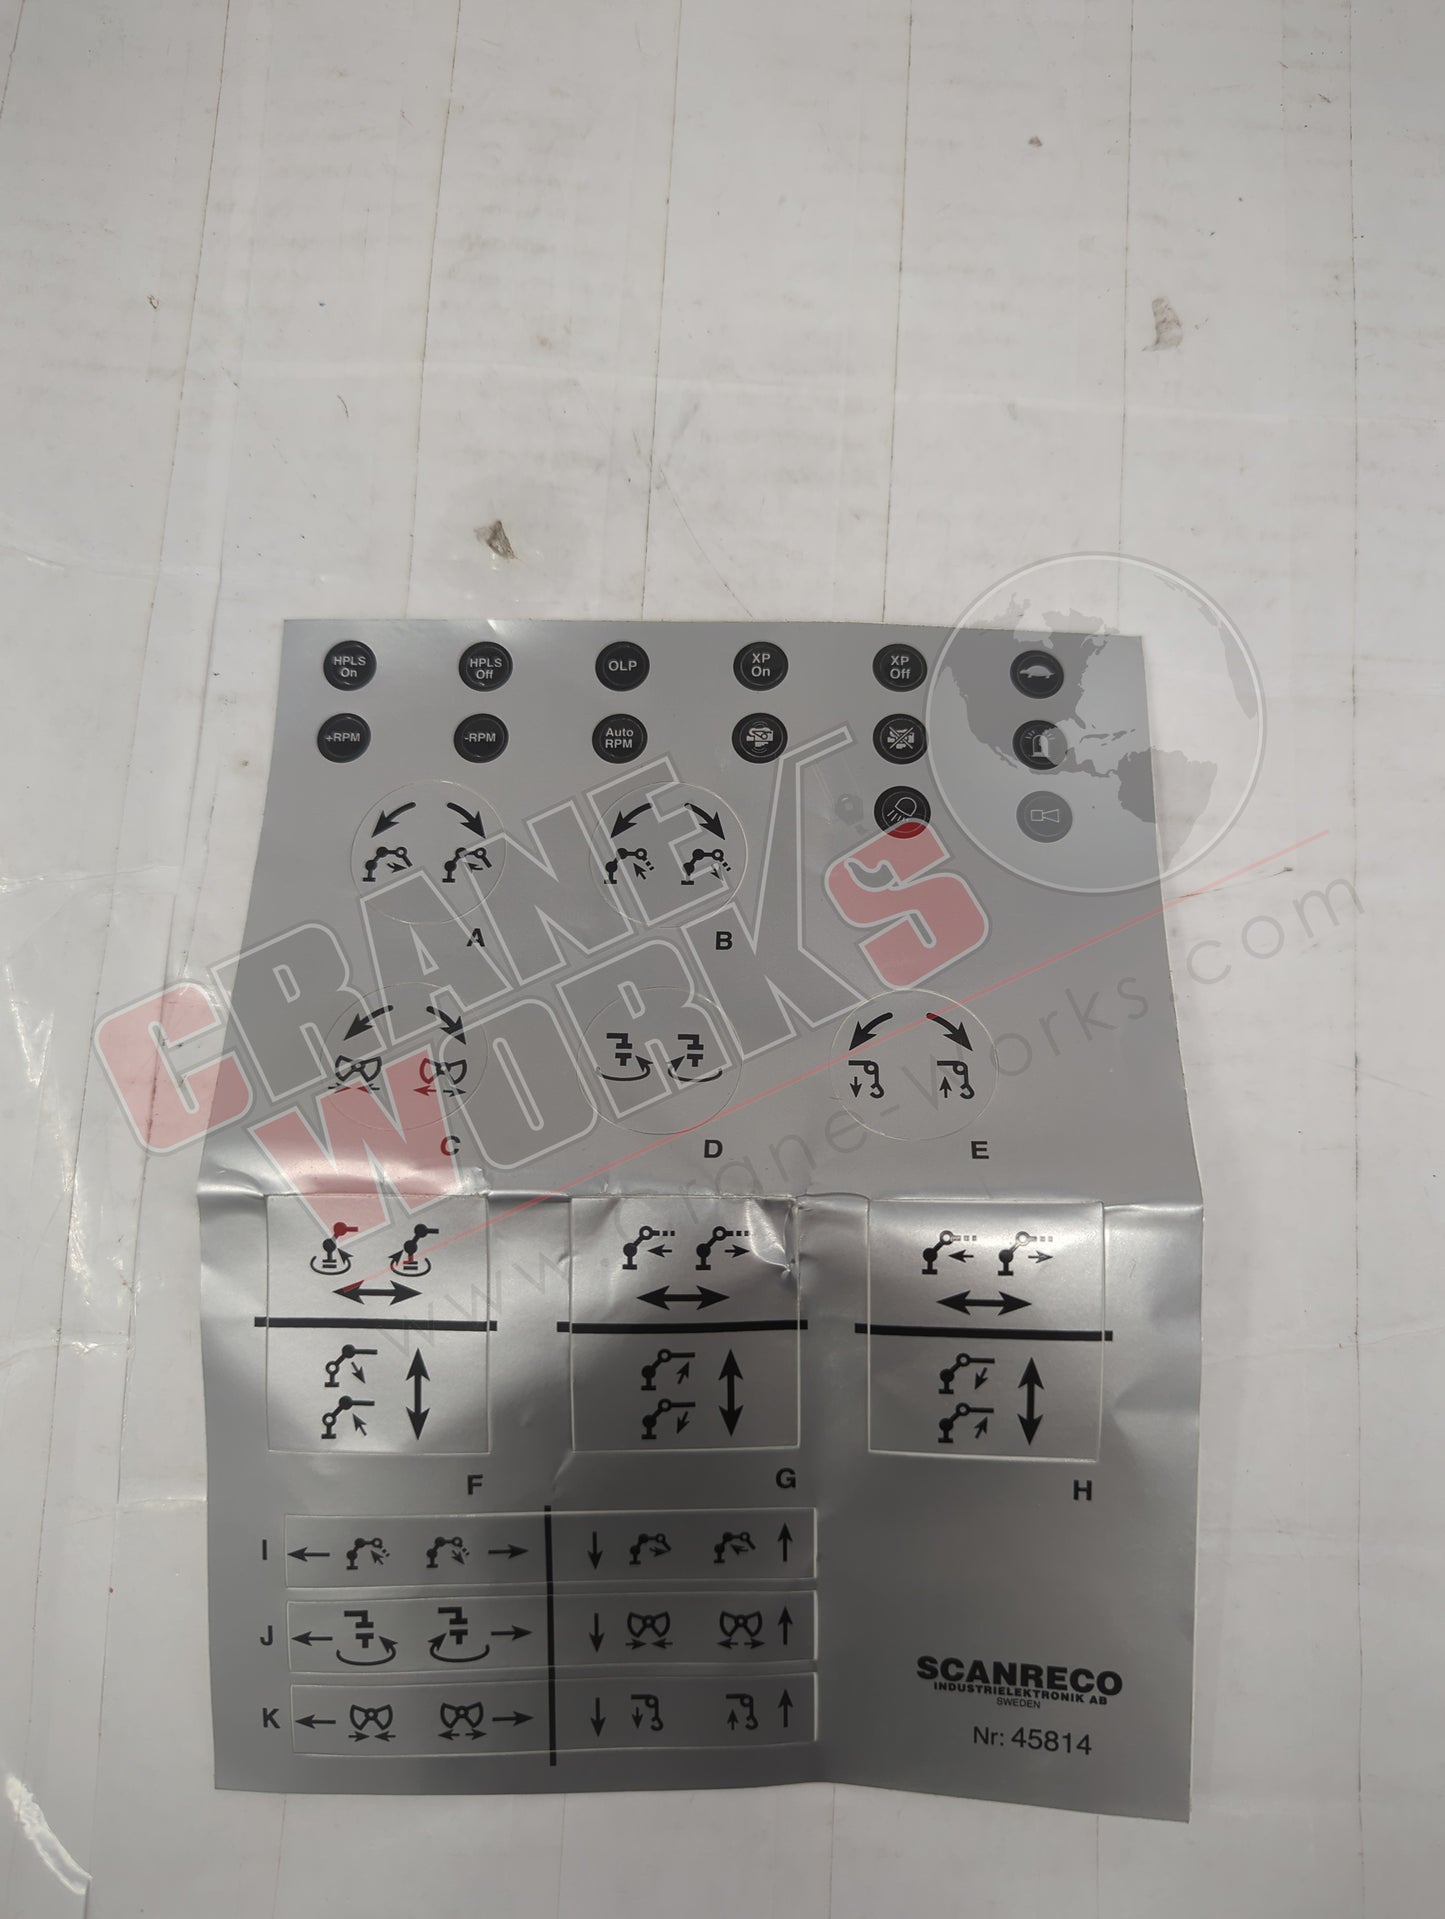 HPLS
On
HPLS
Off
OLP
XP
On
XP
Off
+RPM
-RPM
Auto
RPM
CRANE
WORKS
www.crane-works.com
A
B
C
D
E
F
G
H
I
J
K
SCANRECO
INDUSTRIELEKTRONIK AB
SWEDEN
Nr: 45814